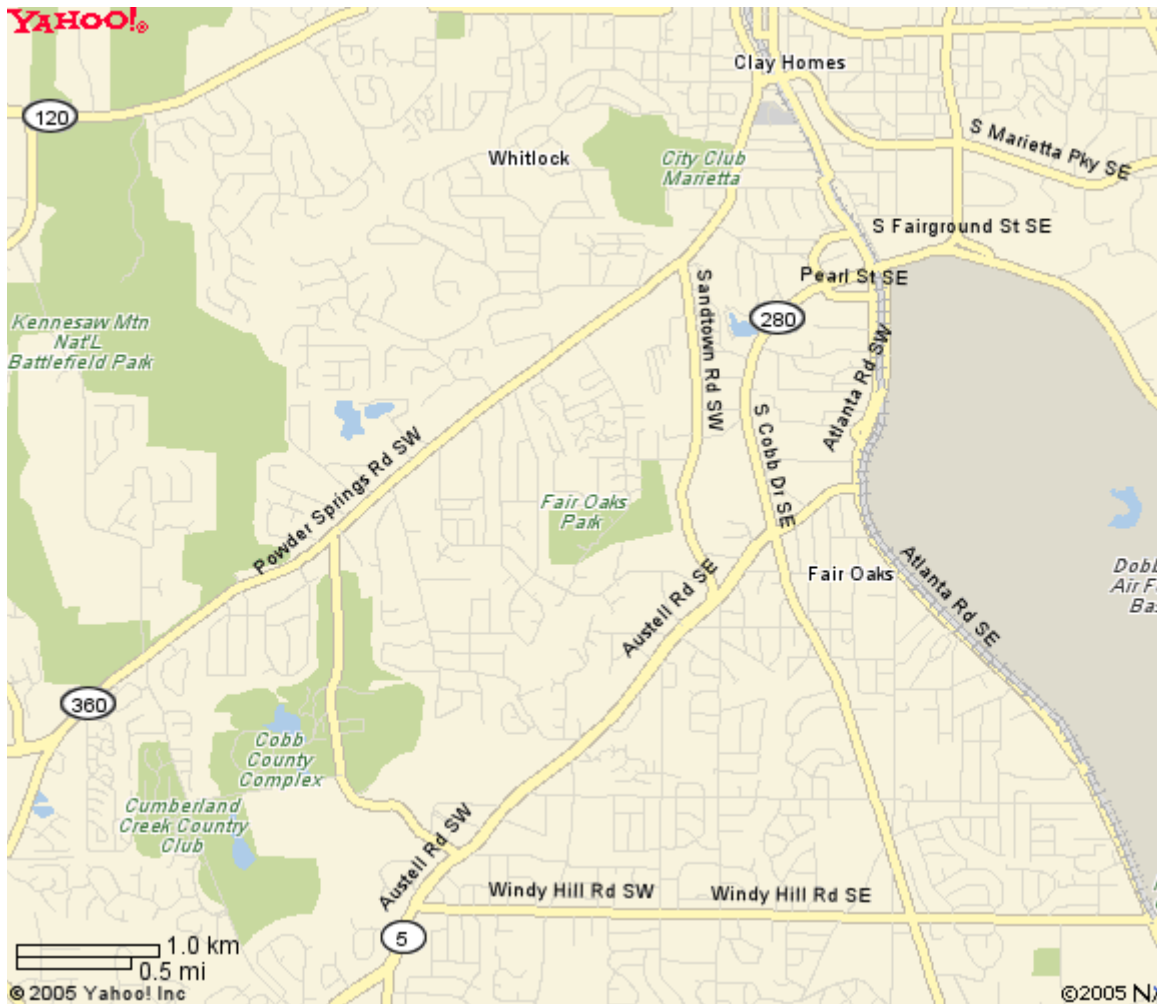 YAHOO!®
Clay Homes
120
S Marietta Pky SE
Whitlock
City Club
Marietta
S Fairground St SE
Pearl St SE
Sandtown Rd SW
280
Kennesaw Mtn
Nat'L
Battlefield Park
Atlanta Rd SW
S Cobb Dr SE
Powder Springs Rd SW
Fair Oaks
Park
Austell Rd SE
Fair Oaks
Atlanta Rd SE
Air
360
Cobb
County
Complex
Cumberland
Creek Country
Club
Austell Rd SW
Windy Hill Rd SW
Windy Hill Rd SE
5
1.0 km
0.5 mi
© 2005 Yahoo! Inc
©2005